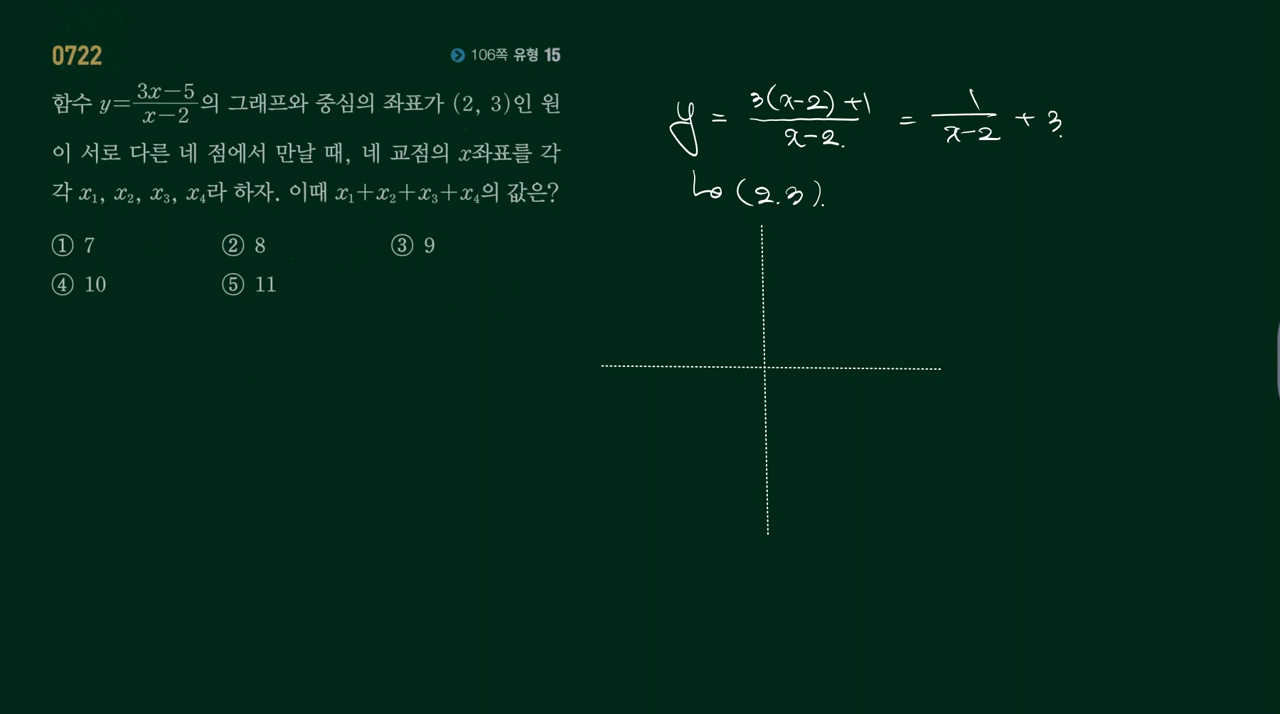 0722
106쪽 유형 15
함수 y=\frac{3x-5}{x-2}의 그래프와 중심의 좌표가 (2, 3)인 원
이 서로 다른 네 점에서 만날 때, 네 교점의 x좌표를 각
각 x₁, x₂, x₃, x₄라 하자. 이때 x₁+x₂+x₃+x₄의 값은?
① 7 ② 8 ③ 9
④ 10 ⑤ 11
y = \frac{3(x-2)+1}{x-2} = \frac{1}{x-2} + 3.
(2.3).